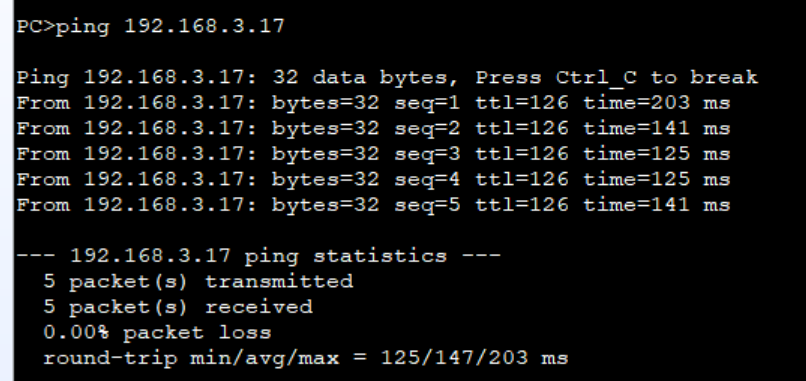 PC>ping 192.168.3.17
Ping 192.168.3.17: 32 data bytes, Press Ctrl_C to break
From 192.168.3.17: bytes=32 seq=1 ttl=126 time=203 ms
From 192.168.3.17: bytes=32 seq=2 ttl=126 time=141 ms
From 192.168.3.17: bytes=32 seq=3 ttl=126 time=125 ms
From 192.168.3.17: bytes=32 seq=4 ttl=126 time=125 ms
From 192.168.3.17: bytes=32 seq=5 ttl=126 time=141 ms
--- 192.168.3.17 ping statistics ---
5 packet(s) transmitted
5 packet(s) received
0.00% packet loss
round-trip min/avg/max = 125/147/203 ms